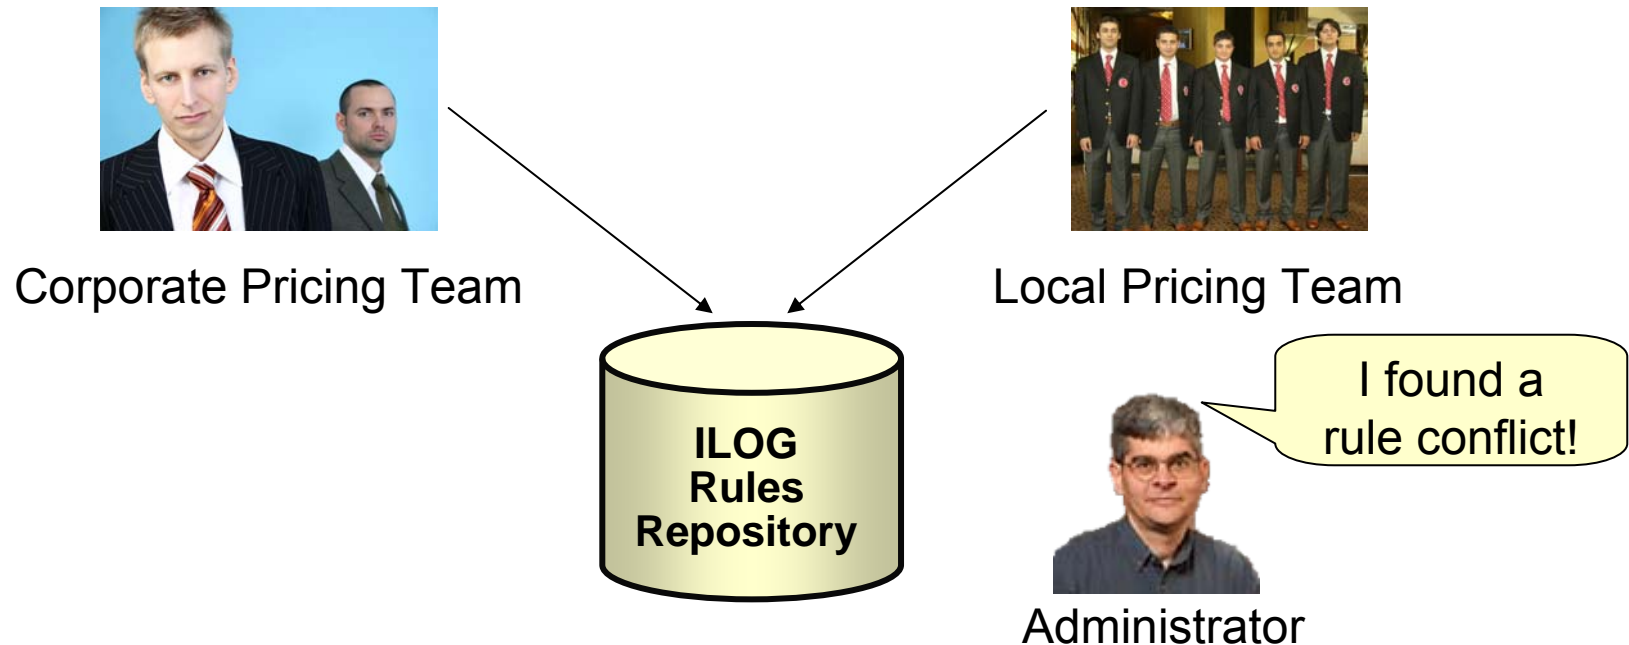 Corporate Pricing Team
Local Pricing Team
I found a
rule conflict!
ILOG
Rules
Repository
Administrator